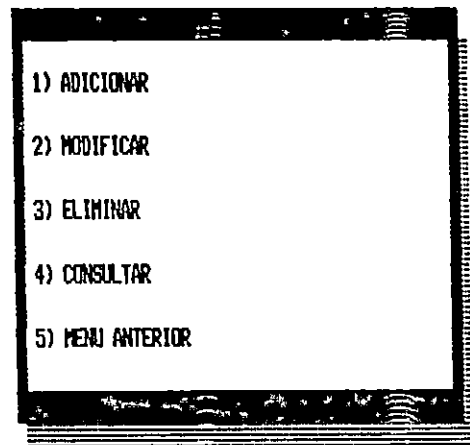 1) ADICIONAR
2) MODIFICAR
3) ELIMINAR
4) CONSULTAR
5) MENU ANTERIOR